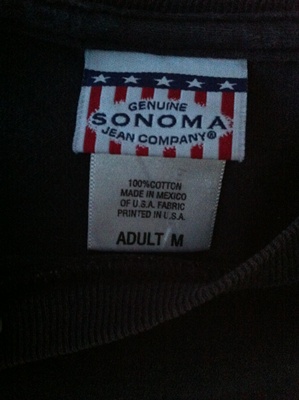 GENUINE
SONOMA
JEAN COMPANY®
100%COTTON
MADE IN MEXICO
OF U.S.A. FABRIC
PRINTED IN U.S.A.
ADULT M